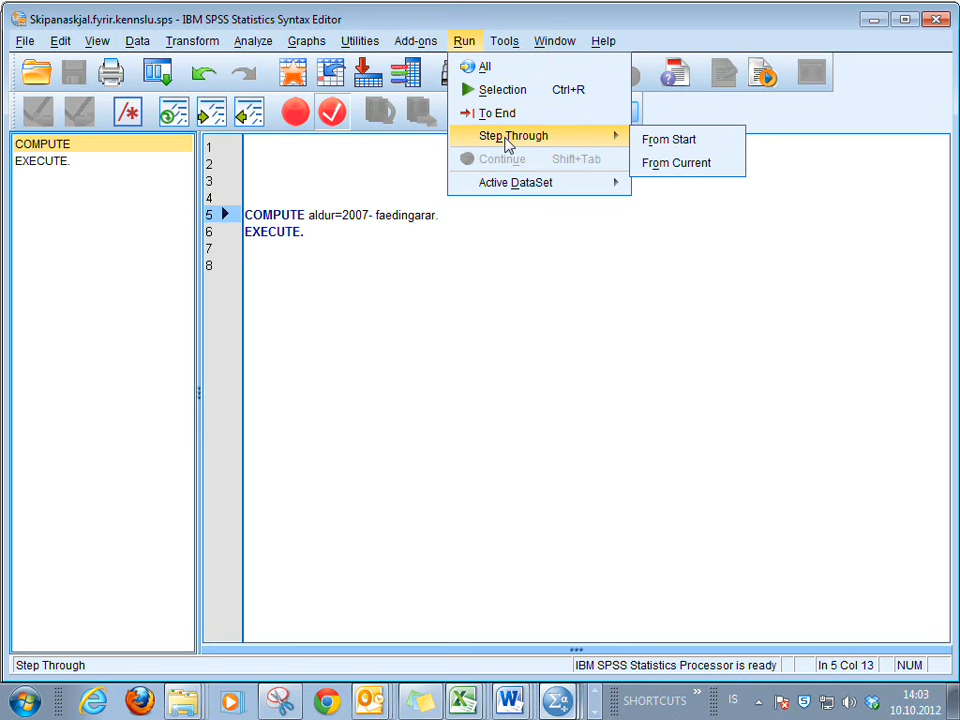 Skipanaskjal.fyrir.kennslu.sps - IBM SPSS Statistics Syntax Editor
File Edit View Data Transform Analyze Graphs Utilities Add-ons Run Tools Window Help
All
Selection Ctrl+R
To End
Step Through
Continue Shift+Tab
Active DataSet
From Start
From Current
COMPUTE
EXECUTE.
1
2
3
4
5 COMPUTE aldur=2007- faedingarar.
6 EXECUTE.
7
8
Step Through
IBM SPSS Statistics Processor is ready
In 5 Col 13
NUM
SHORTCUTS
IS
14:03
10.10.2012